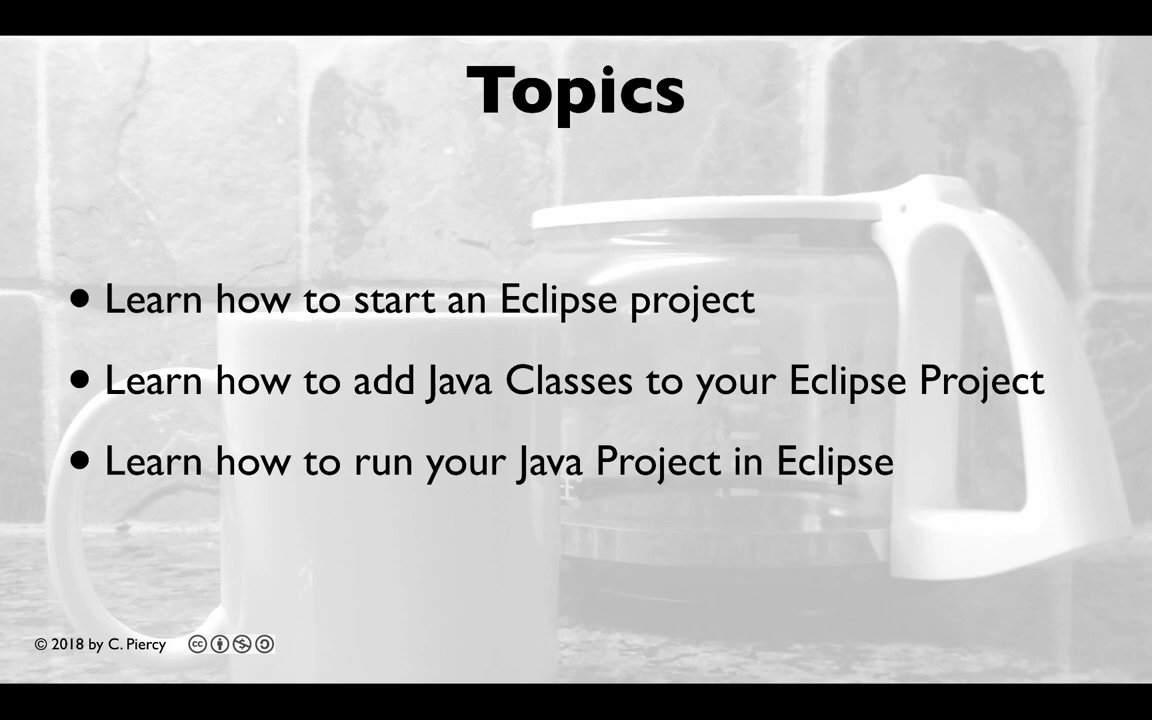 Topics
• Learn how to start an Eclipse project
• Learn how to add Java Classes to your Eclipse Project
• Learn how to run your Java Project in Eclipse
© 2018 by C. Piercy cc